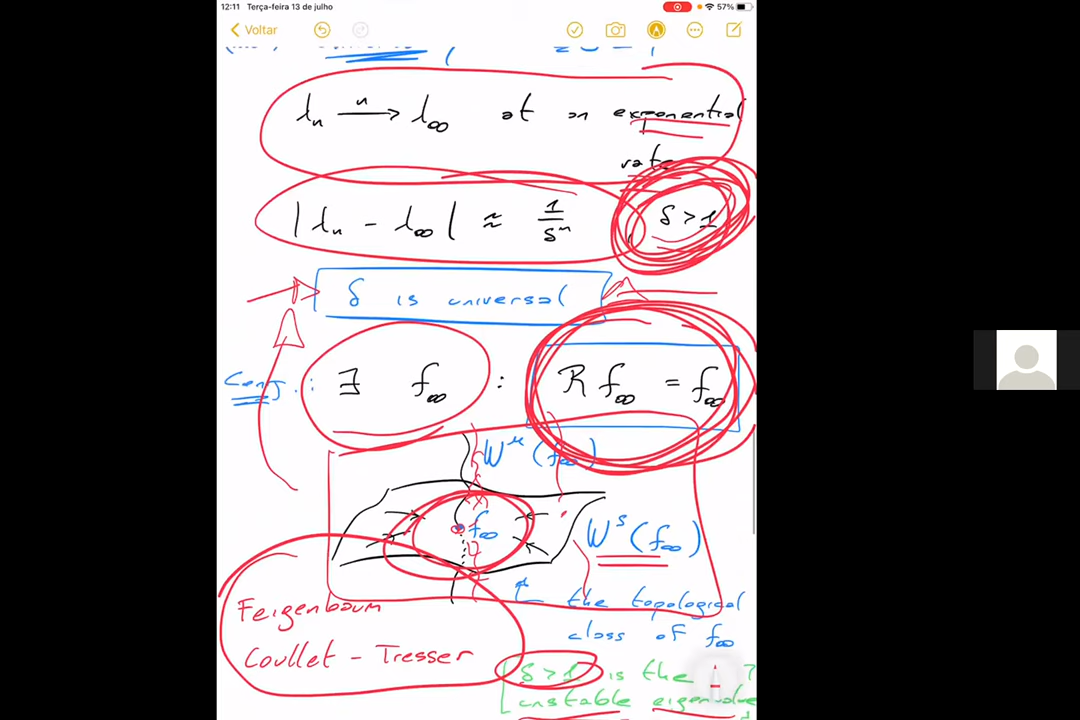 12:11 Terça-feira 13 de julho 57%
Voltar
λn —n→ λ∞ at an exponential
rate
|λn - λ∞| ≈ 1/δⁿ δ > 1
δ is universal
Conj.: ∃ f∞ : R f∞ = f∞
Wᵘ(f∞)
f∞ Wˢ(f∞)
the topological
class of f∞
Feigenbaum
Coullet - Tresser
δ > 1 is the
unstable eigenvalue